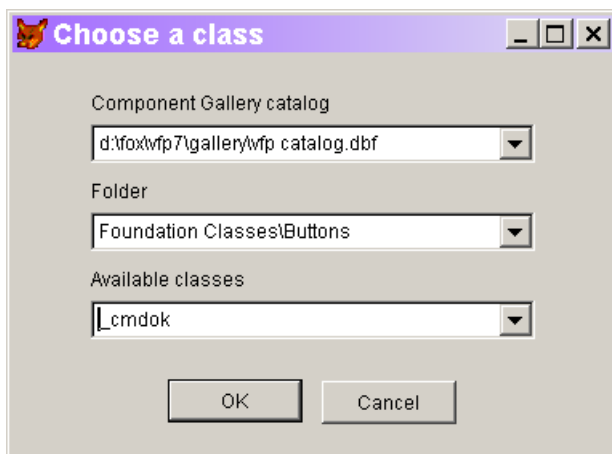 Choose a class
Component Gallery catalog
d:\fox\vfp7\gallery\vfp catalog.dbf
Folder
Foundation Classes\Buttons
Available classes
_cmdok
OK Cancel